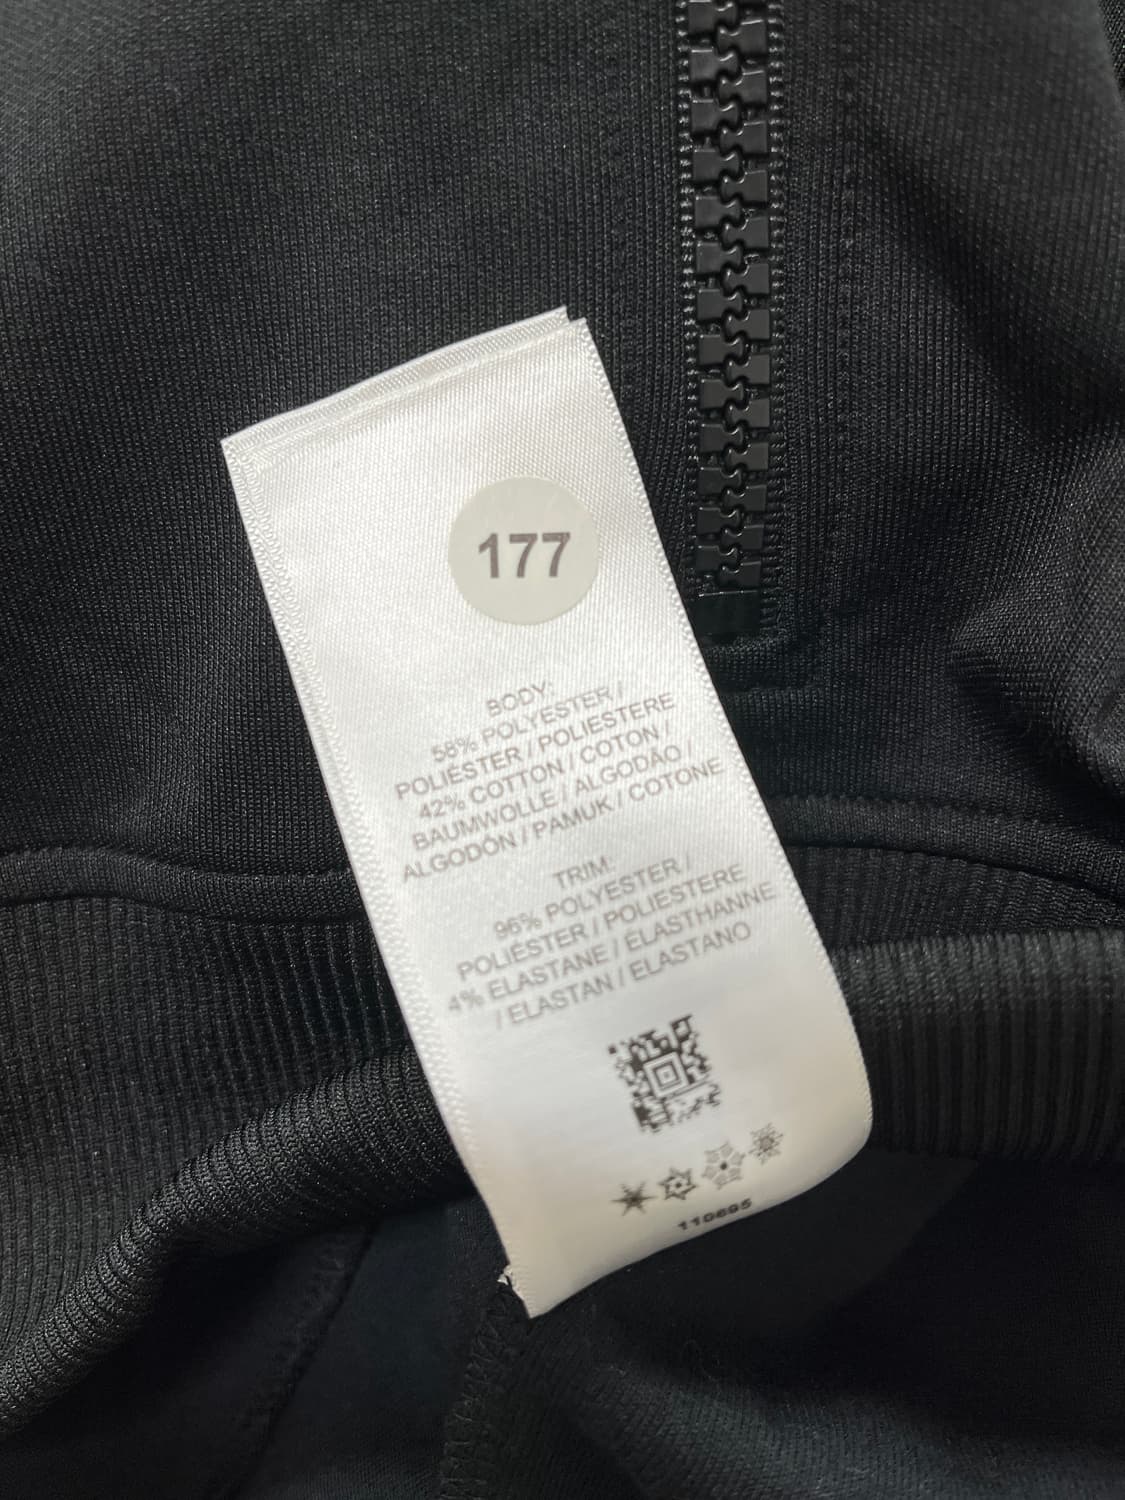 177
BODY:
58% POLYESTER /
POLIÉSTER / POLIESTERE
42% COTTON / COTON /
BAUMWOLLE / ALGODÃO /
ALGODÓN / PAMUK / COTONE
TRIM:
96% POLYESTER /
POLIÉSTER / POLIESTERE
4% ELASTANE / ELASTHANNE
/ ELASTAN / ELASTANO
110695